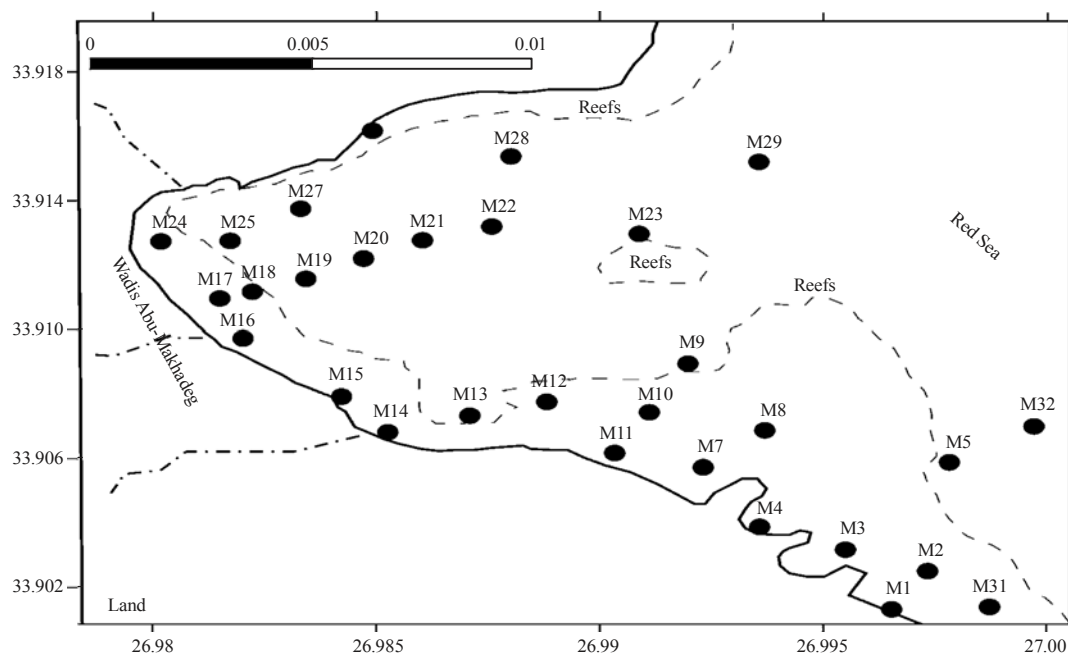 0 0.005 0.01
33.918
Reefs
M28
M29
33.914
M27
M24
M25
M21
M22
M23
Red Sea
M20
M19
Reefs
M18
M17
Reefs
Wadis Abu-Makhadeg
33.910
M16
M9
M15
M13
M12
M10
M14
M8
M32
M11
M7
M5
33.906
M4
M3
M2
33.902
Land
M1
M31
26.98 26.985 26.99 26.995 27.00